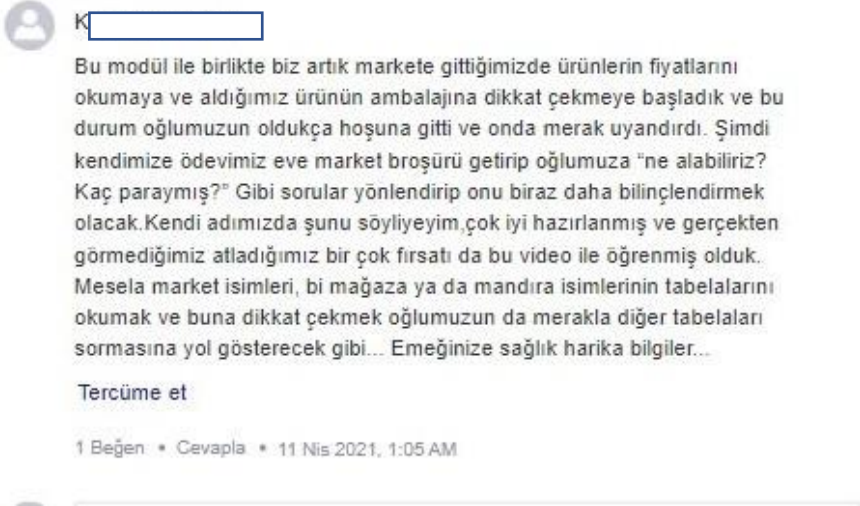 K
Bu modül ile birlikte biz artık markete gittiğimizde ürünlerin fiyatlarını
okumaya ve aldığımız ürünün ambalajına dikkat çekmeye başladık ve bu
durum oğlumuzun oldukça hoşuna gitti ve onda merak uyandırdı. Şimdi
kendimize ödevimiz eve market broşürü getirip oğlumuza “ne alabiliriz?
Kaç paraymış?” Gibi sorular yönlendirip onu biraz daha bilinçlendirmek
olacak.Kendi adımızda şunu söyliyeyim,çok iyi hazırlanmış ve gerçekten
görmediğimiz atladığımız bir çok fırsatı da bu video ile öğrenmiş olduk.
Mesela market isimleri, bi mağaza ya da mandıra isimlerinin tabelalarını
okumak ve buna dikkat çekmek oğlumuzun da merakla diğer tabelaları
sormasına yol gösterecek gibi... Emeğinize sağlık harika bilgiler...
Tercüme et
1 Beğen • Cevapla • 11 Nis 2021, 1:05 AM